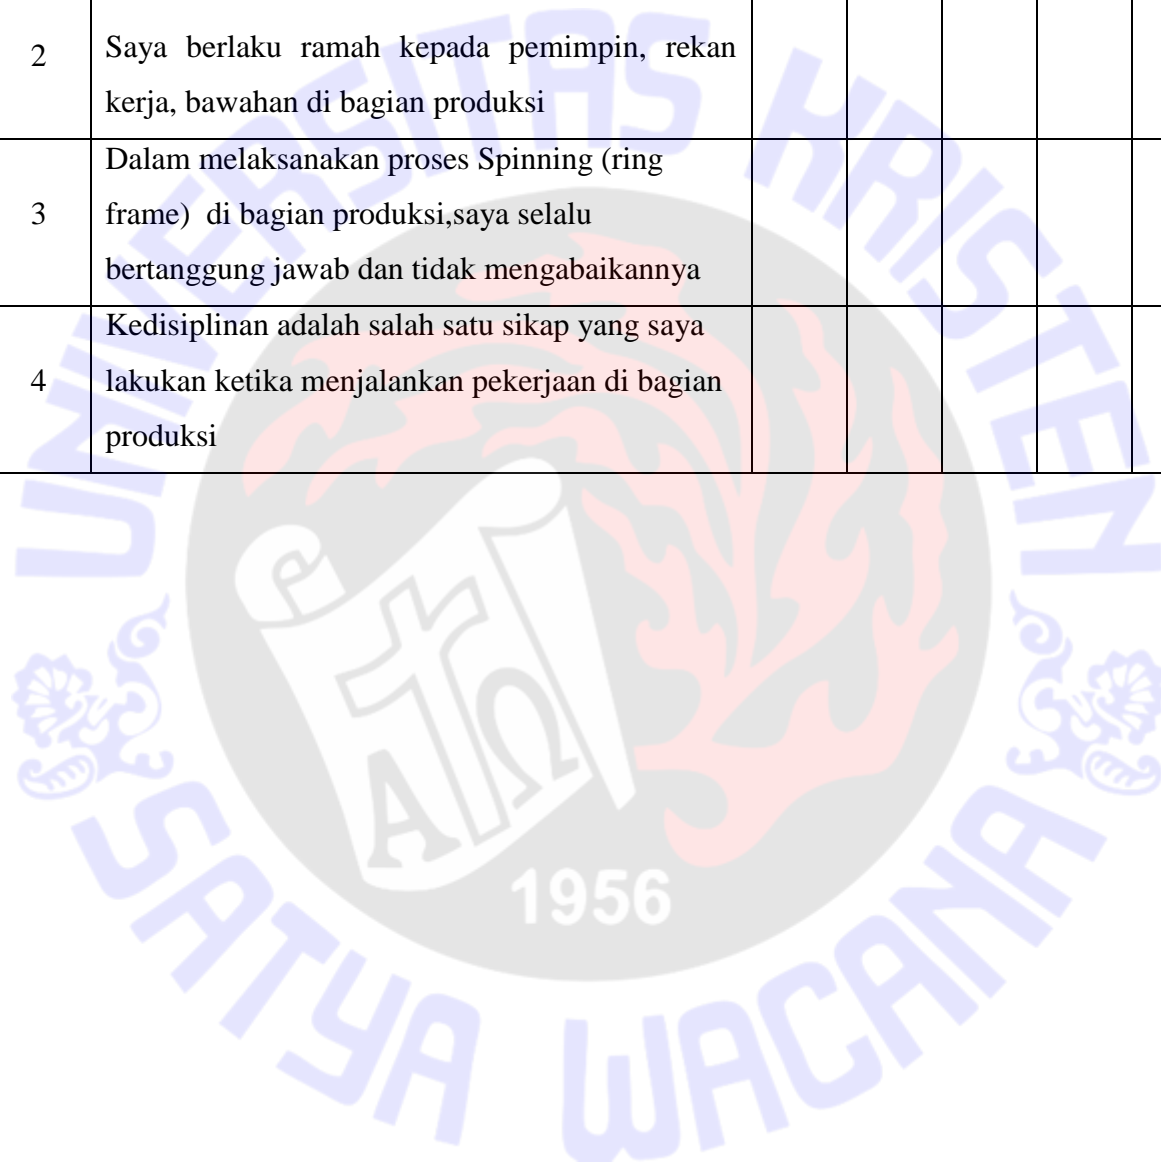 2
Saya berlaku ramah kepada pemimpin, rekan
kerja, bawahan di bagian produksi
Dalam melaksanakan proses Spinning (ring
3
frame)  di bagian produksi,saya selalu
bertanggung jawab dan tidak mengabaikannya
Kedisiplinan adalah salah satu sikap yang saya
4
lakukan ketika menjalankan pekerjaan di bagian
produksi
UNIVERSITAS KRISTEN
SATYA WACANA
ΑΩ
1956